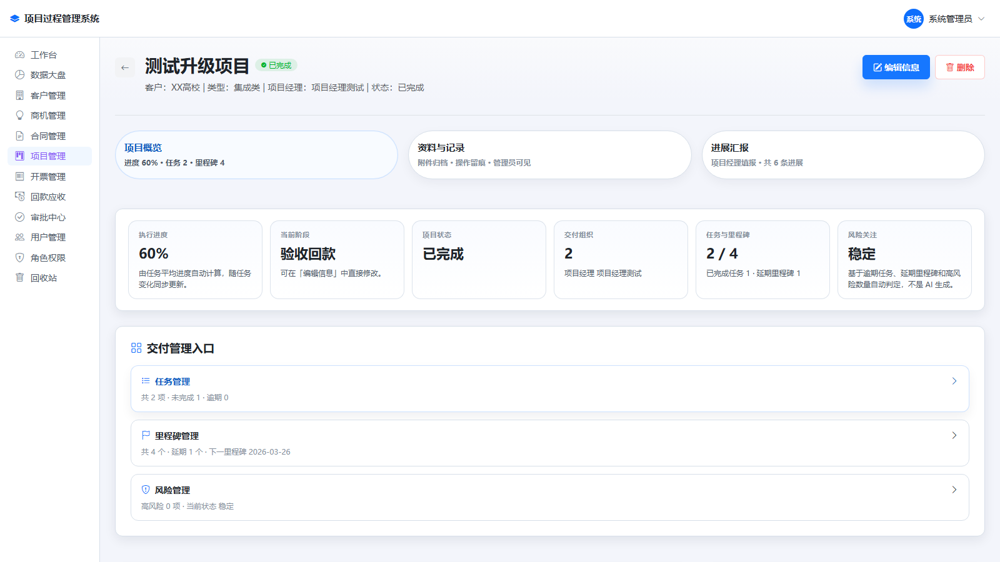 项目过程管理系统
系统 系统管理员
工作台
数据大盘
客户管理
商机管理
合同管理
项目管理
开票管理
回款应收
审批中心
用户管理
角色权限
回收站
测试升级项目 已完成
客户：XX高校 | 类型：集成类 | 项目经理：项目经理测试 | 状态：已完成
编辑信息
删除
项目概览
进度 60% • 任务 2 • 里程碑 4
资料与记录
附件归档 • 操作留痕 • 管理员可见
进展汇报
项目经理填报 • 共 6 条进展
执行进度
60%
由任务平均进度自动计算，随任务
变化同步更新。
当前阶段
验收回款
可在「编辑信息」中直接修改。
项目状态
已完成
交付组织
2
项目经理 项目经理测试
任务与里程碑
2 / 4
已完成任务 1 · 延期里程碑 1
风险关注
稳定
基于逾期任务、延期里程碑和高风
险数量自动判定，不是 AI 生成。
交付管理入口
任务管理
共 2 项 · 未完成 1 · 逾期 0
里程碑管理
共 4 个 · 延期 1 个 · 下一里程碑 2026-03-26
风险管理
高风险 0 项 · 当前状态 稳定